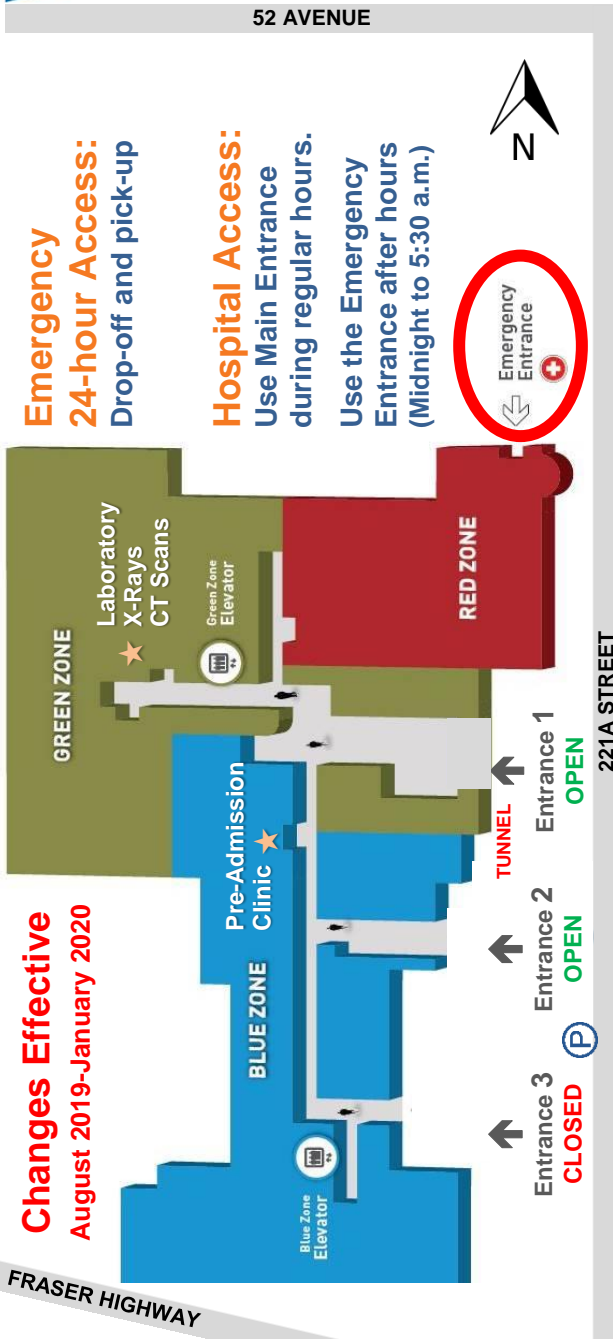 52 AVENUE
Changes Effective
August 2019-January 2020
Emergency
24-hour Access:
Drop-off and pick-up
Hospital Access:
Use Main Entrance
during regular hours.
Use the Emergency
Entrance after hours
(Midnight to 5:30 a.m.)
N
Emergency
Entrance
GREEN ZONE
Laboratory
X-Rays
CT Scans
Green Zone
Elevator
RED ZONE
Pre-Admission
Clinic
BLUE ZONE
Blue Zone
Elevator
FRASER HIGHWAY
Entrance 3
CLOSED
P
Entrance 2
OPEN
TUNNEL
Entrance 1
OPEN
221A STREET